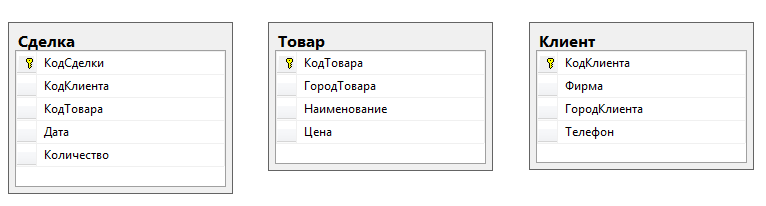 Сделка
КодСделки
КодКлиента
КодТовара
Дата
Количество
Товар
КодТовара
ГородТовара
Наименование
Цена
Клиент
КодКлиента
Фирма
ГородКлиента
Телефон